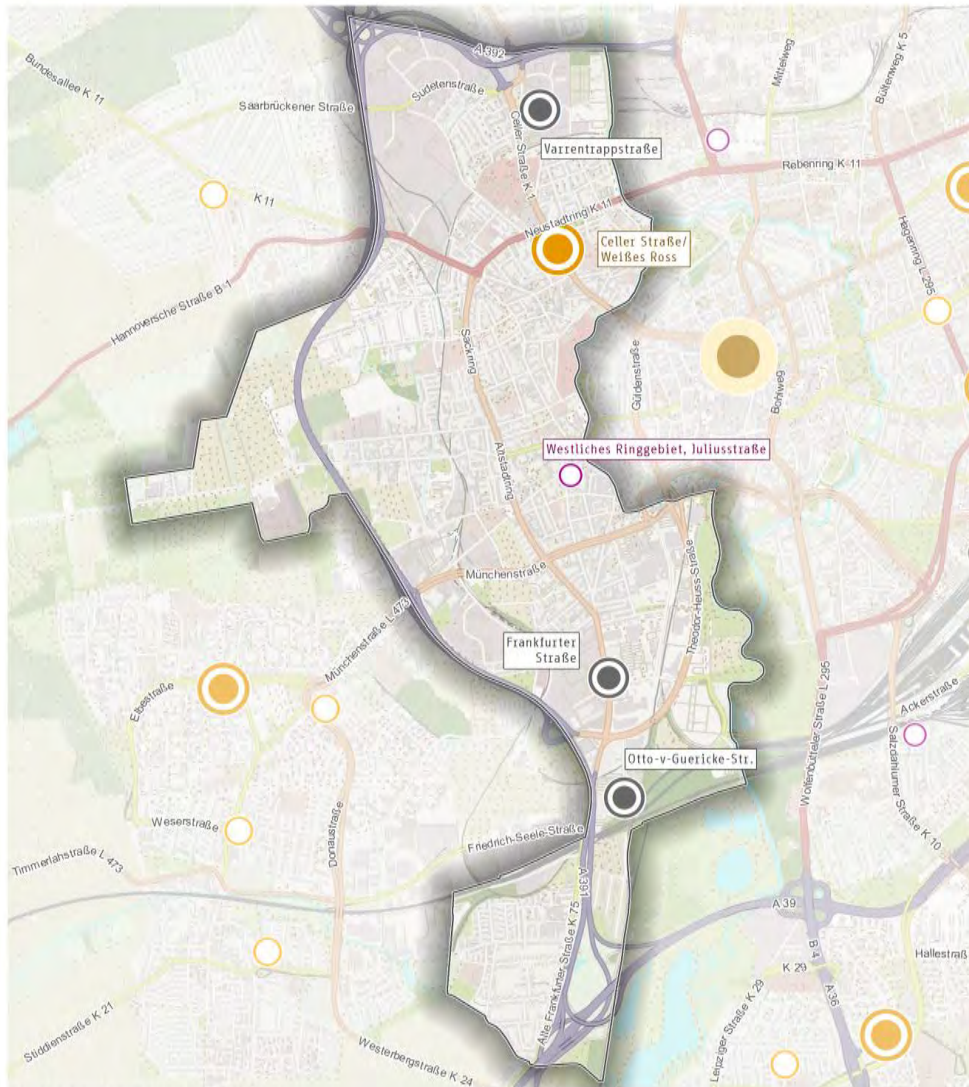 A 392
Bundesallee K 11
Mittelweg
Bültenweg K 5
Sudetenstraße
Saarbrückener Straße
Celler Straße K 1
Varrentrappstraße
Rebenring K 11
K 11
Neustadtring K 11
Hagenring L 295
Celler Straße/
Weißes Ross
Hannoversche Straße B 1
Sackring
Güldenstraße
Bohlweg
Westliches Ringgebiet, Juliusstraße
Altstadtring
Münchenstraße
Theodor-Heuss-Straße
Münchenstraße L 473
Frankfurter
Straße
Elbestraße
Ackerstraße
Wolfenbütteler Straße L 295
Salzdahlumer Straße K 10
Otto-v-Guericke-Str.
Weserstraße
Donaustraße
Friedrich-Seele-Straße
Timmerlahstraße L 473
A 391
A 39
B 4
Alte Frankfurter Straße K 75
K 29
Hallestraß
A 36
Leipziger Straße K 29
Stiddienstraße K 21
Westerbergstraße K 24